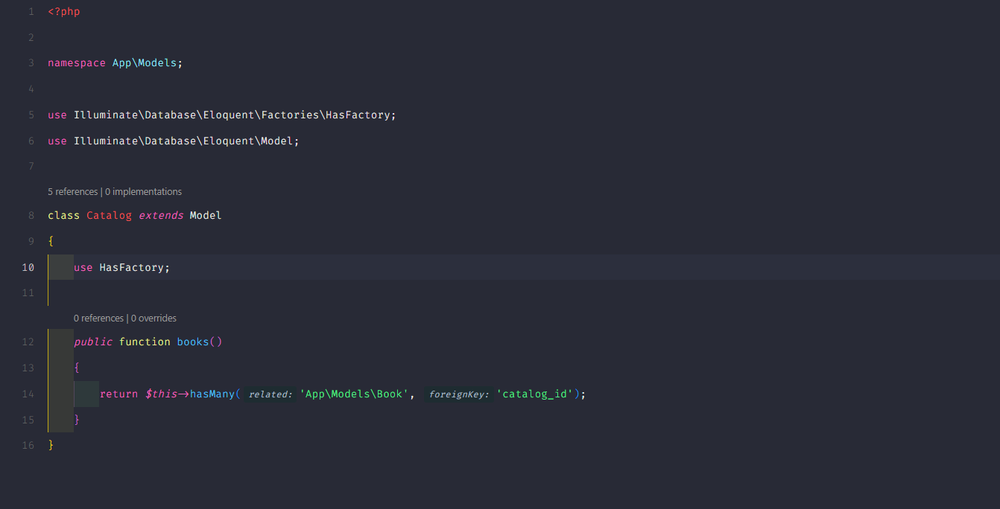 1 <?php
2
3 namespace App\Models;
4
5 use Illuminate\Database\Eloquent\Factories\HasFactory;
6 use Illuminate\Database\Eloquent\Model;
7
5 references | 0 implementations
8 class Catalog extends Model
9 {
10 use HasFactory;
11
0 references | 0 overrides
12 public function books()
13 {
14 return $this->hasMany( related: 'App\Models\Book', foreignKey: 'catalog_id');
15 }
16 }